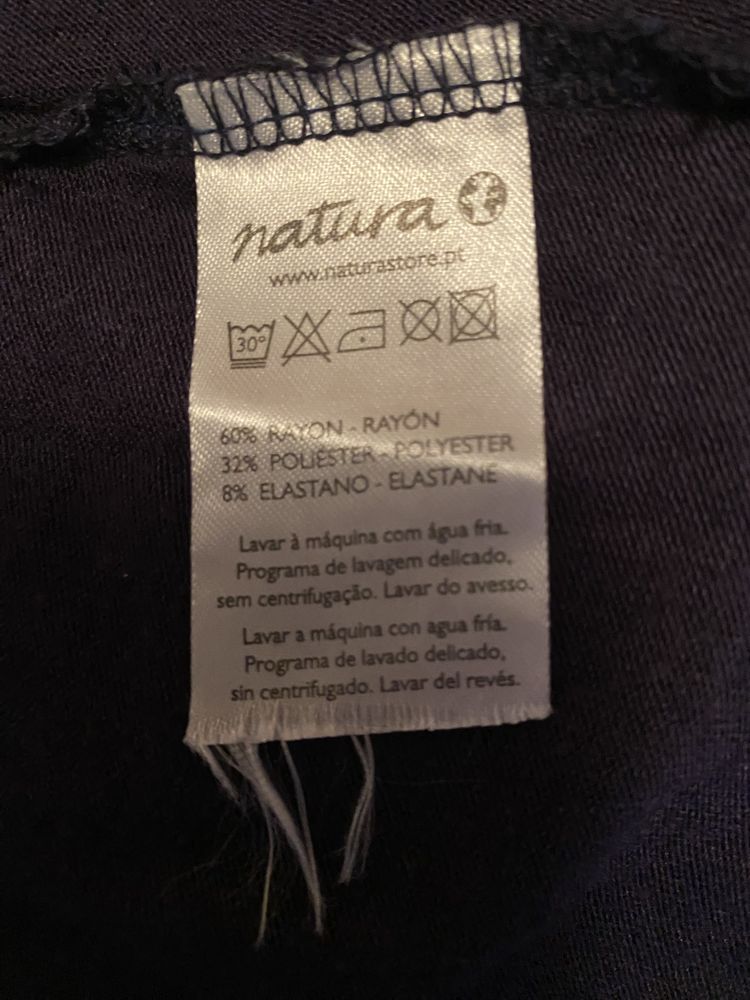 natura
www.naturastore.pt
30°
60% RAYON - RAYÓN
32% POLIÉSTER - POLYESTER
8% ELASTANO - ELASTANE
Lavar à máquina com água fria.
Programa de lavagem delicado,
sem centrifugação. Lavar do avesso.
Lavar a máquina con agua fría.
Programa de lavado delicado,
sin centrifugado. Lavar del revés.